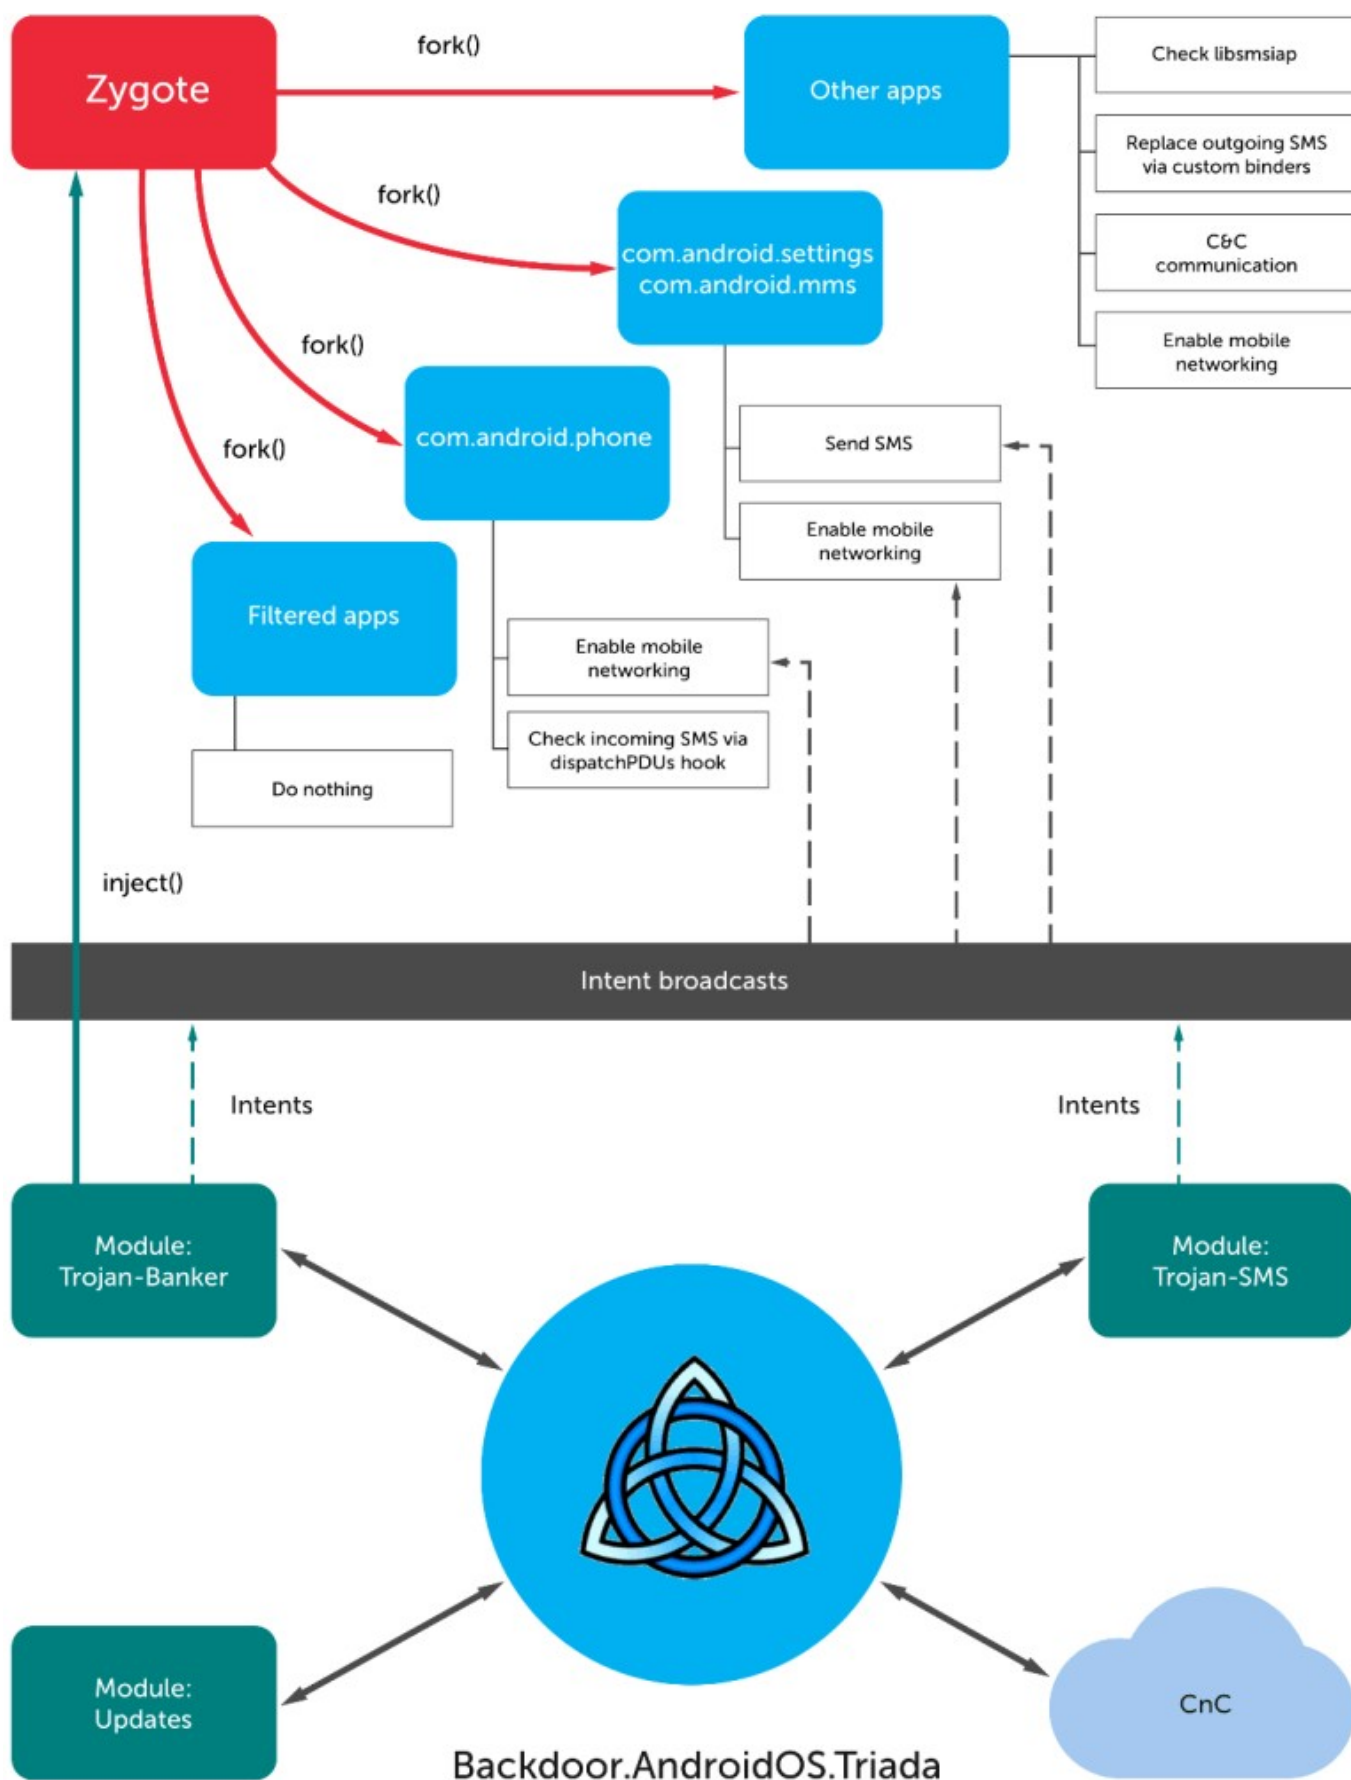 Zygote
fork()
Other apps
Check libsmsiap
Replace outgoing SMS
via custom binders
C&C
communication
Enable mobile
networking
fork()
com.android.settings
com.android.mms
Send SMS
Enable mobile
networking
fork()
com.android.phone
Enable mobile
networking
Check incoming SMS via
dispatchPDUs hook
fork()
Filtered apps
Do nothing
inject()
Intent broadcasts
Intents
Intents
Module:
Trojan-Banker
Module:
Trojan-SMS
Module:
Updates
CnC
Backdoor.AndroidOS.Triada